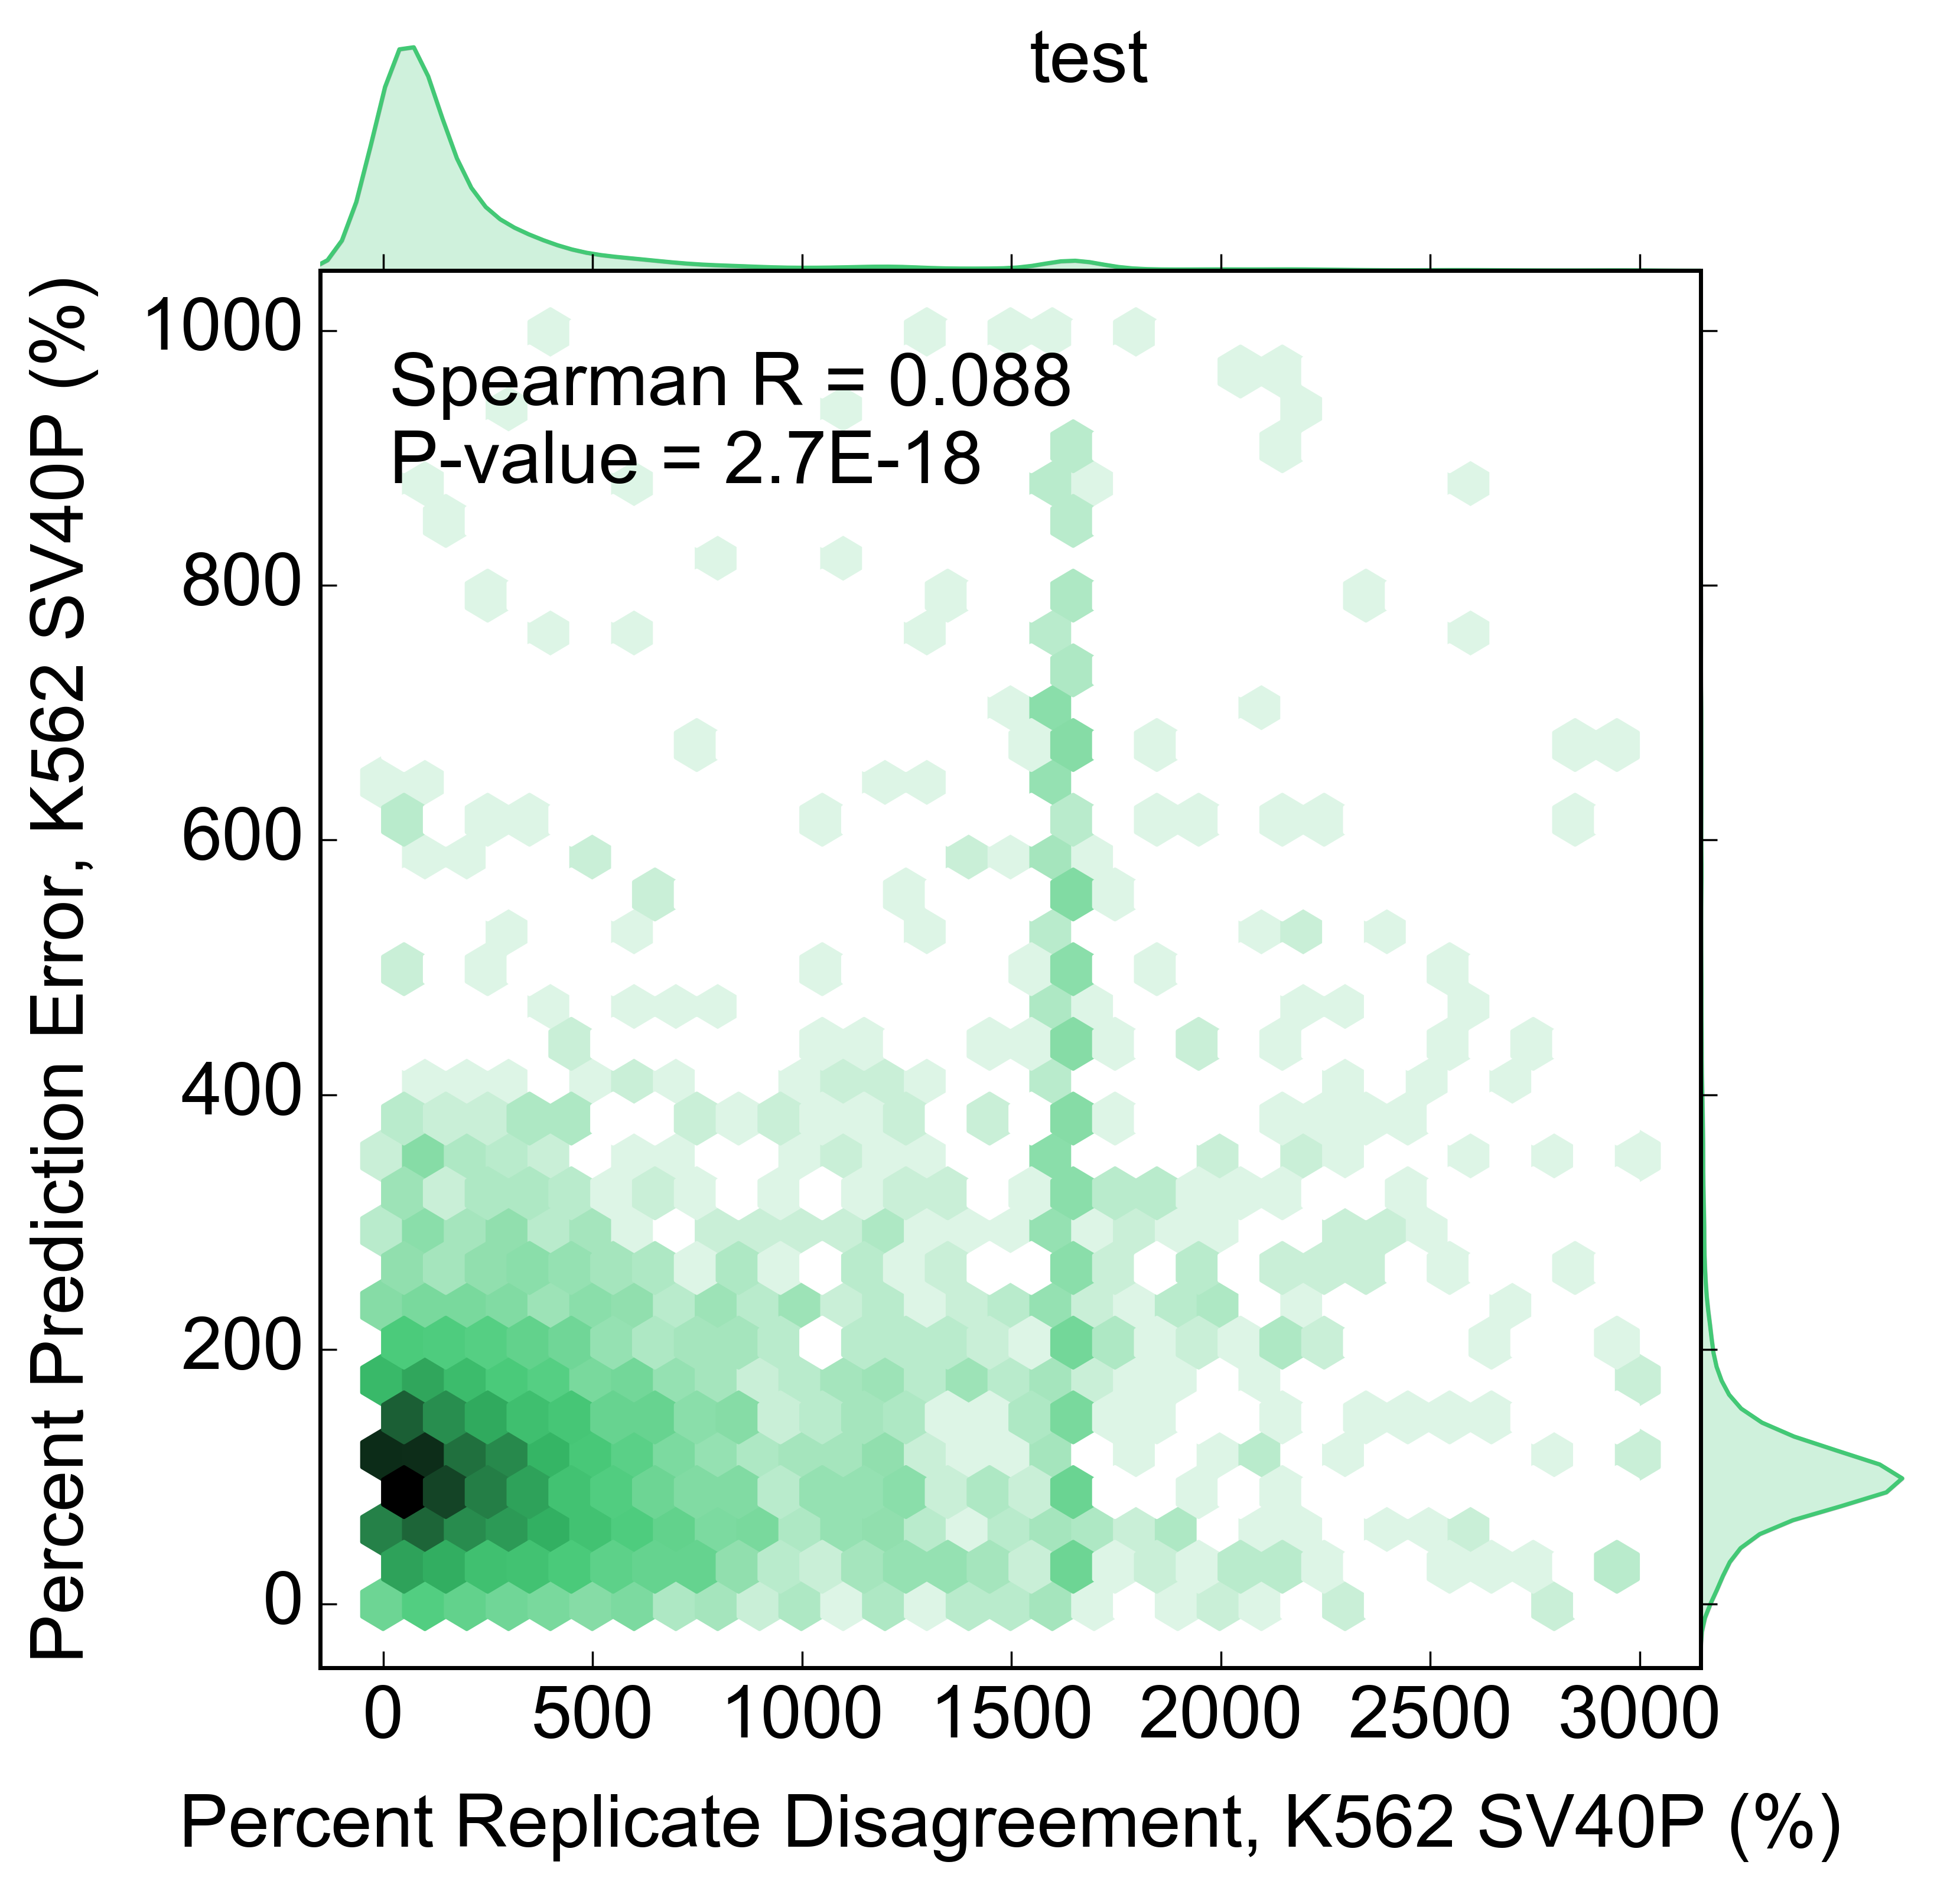 test
Spearman R = 0.088
P-value = 2.7E-18
Percent Prediction Error, K562 SV40P (%)
1000
800
600
400
200
0
0 500 1000 1500 2000 2500 3000
Percent Replicate Disagreement, K562 SV40P (%)